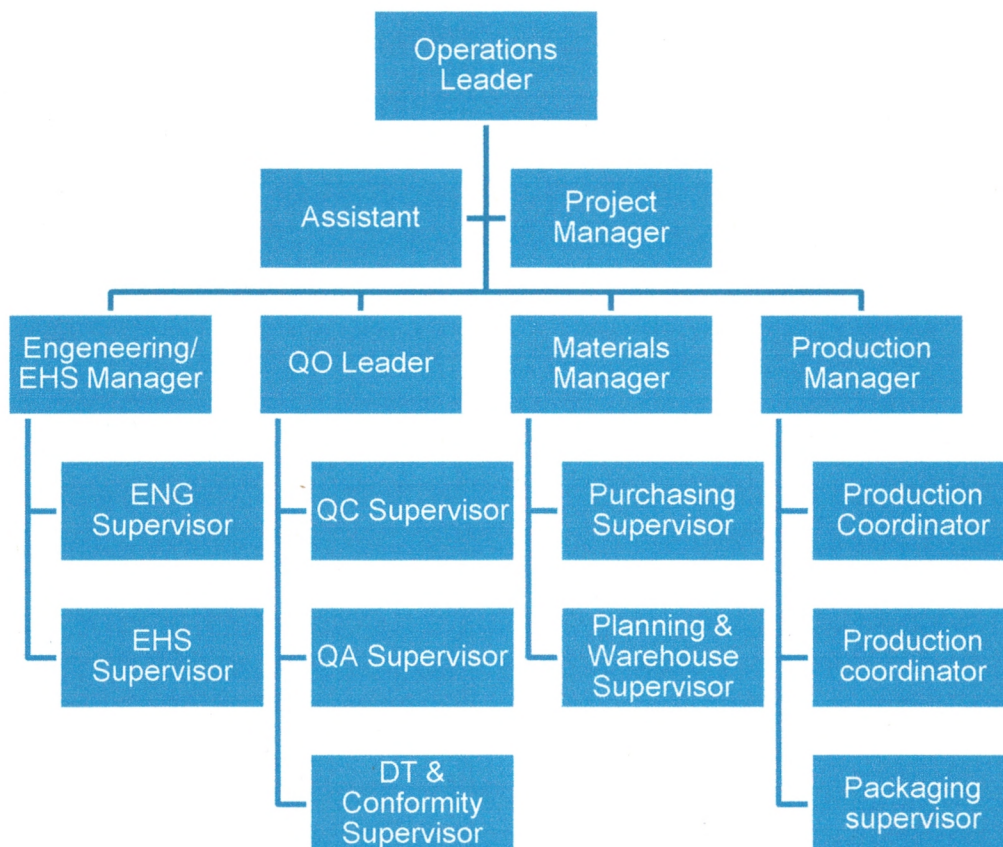 Operations
Leader
Assistant
Project
Manager
Engeneering/
EHS Manager
QO Leader
Materials
Manager
Production
Manager
ENG
Supervisor
QC Supervisor
Purchasing
Supervisor
Production
Coordinator
EHS
Supervisor
QA Supervisor
Planning &
Warehouse
Supervisor
Production
coordinator
DT &
Conformity
Supervisor
Packaging
supervisor